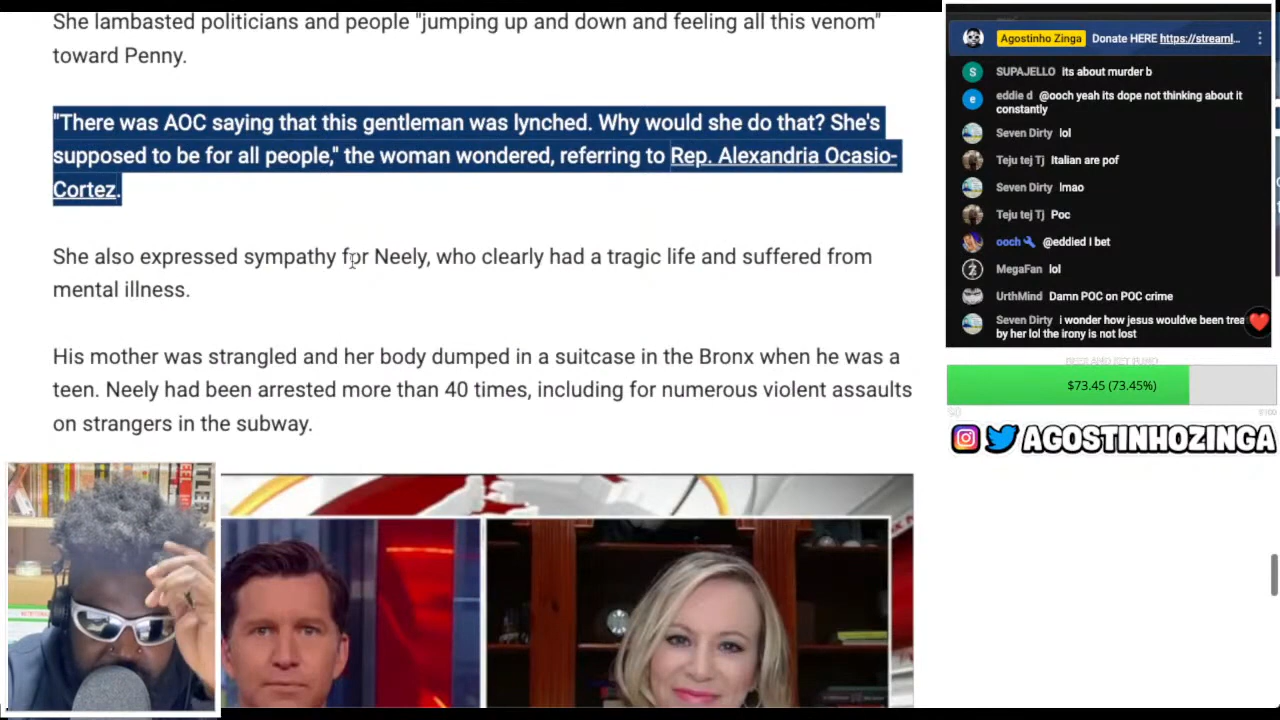 She lambasted politicians and people "jumping up and down and feeling all this venom"
toward Penny.
"There was AOC saying that this gentleman was lynched. Why would she do that? She's
supposed to be for all people," the woman wondered, referring to Rep. Alexandria Ocasio-
Cortez.
She also expressed sympathy for Neely, who clearly had a tragic life and suffered from
mental illness.
His mother was strangled and her body dumped in a suitcase in the Bronx when he was a
teen. Neely had been arrested more than 40 times, including for numerous violent assaults
on strangers in the subway.
Agostinho Zinga Donate HERE https://streaml...
S SUPAJELLO Its about murder b
e eddie d @ooch yeah its dope not thinking about it
constantly
Seven Dirty lol
Teju tej Tj Italian are pof
Seven Dirty lmao
Teju tej Tj Poc
ooch @eddied I bet
MegaFan lol
UrthMind Damn POC on POC crime
Seven Dirty i wonder how jesus wouldve been trea
by her lol the irony is not lost
$73.45 (73.45%)
$0
$100
AGOSTINHOZINGA